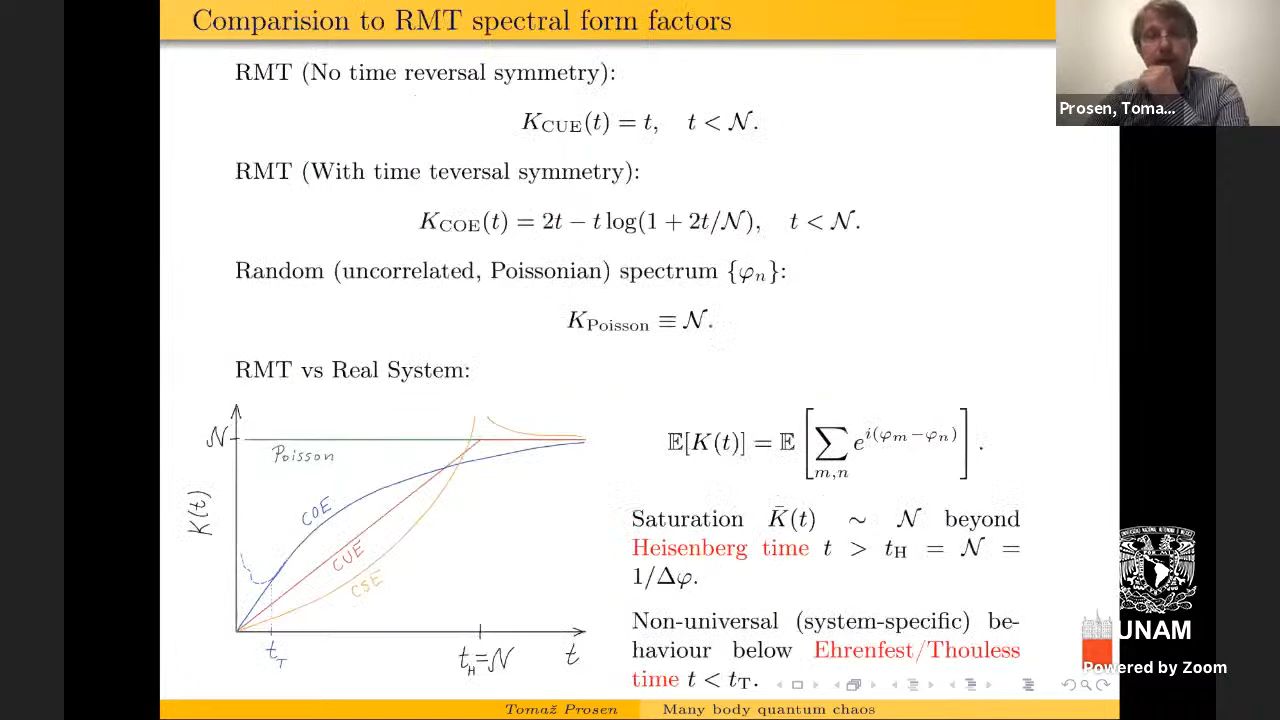 Comparision to RMT spectral form factors
Prosen, Toma...
RMT (No time reversal symmetry):
K_CUE(t) = t,    t < 𝒩.
RMT (With time teversal symmetry):
K_COE(t) = 2t − t log(1 + 2t/𝒩),    t < 𝒩.
Random (uncorrelated, Poissonian) spectrum {φ_n}:
K_Poisson ≡ 𝒩.
RMT vs Real System:
𝒩
Poisson
K(t)
COE
CUE
CSE
t_T
t_H=𝒩
t
𝔼[K(t)] = 𝔼 [∑_{m,n} e^{i(φ_m−φ_n)}] .
Saturation K̄(t) ∼ 𝒩 beyond
Heisenberg time t > t_H = 𝒩 =
1/Δφ.
Non-universal (system-specific) be-
haviour below Ehrenfest/Thouless
time t < t_T.
UNAM
Powered by Zoom
Tomaž Prosen
Many body quantum chaos